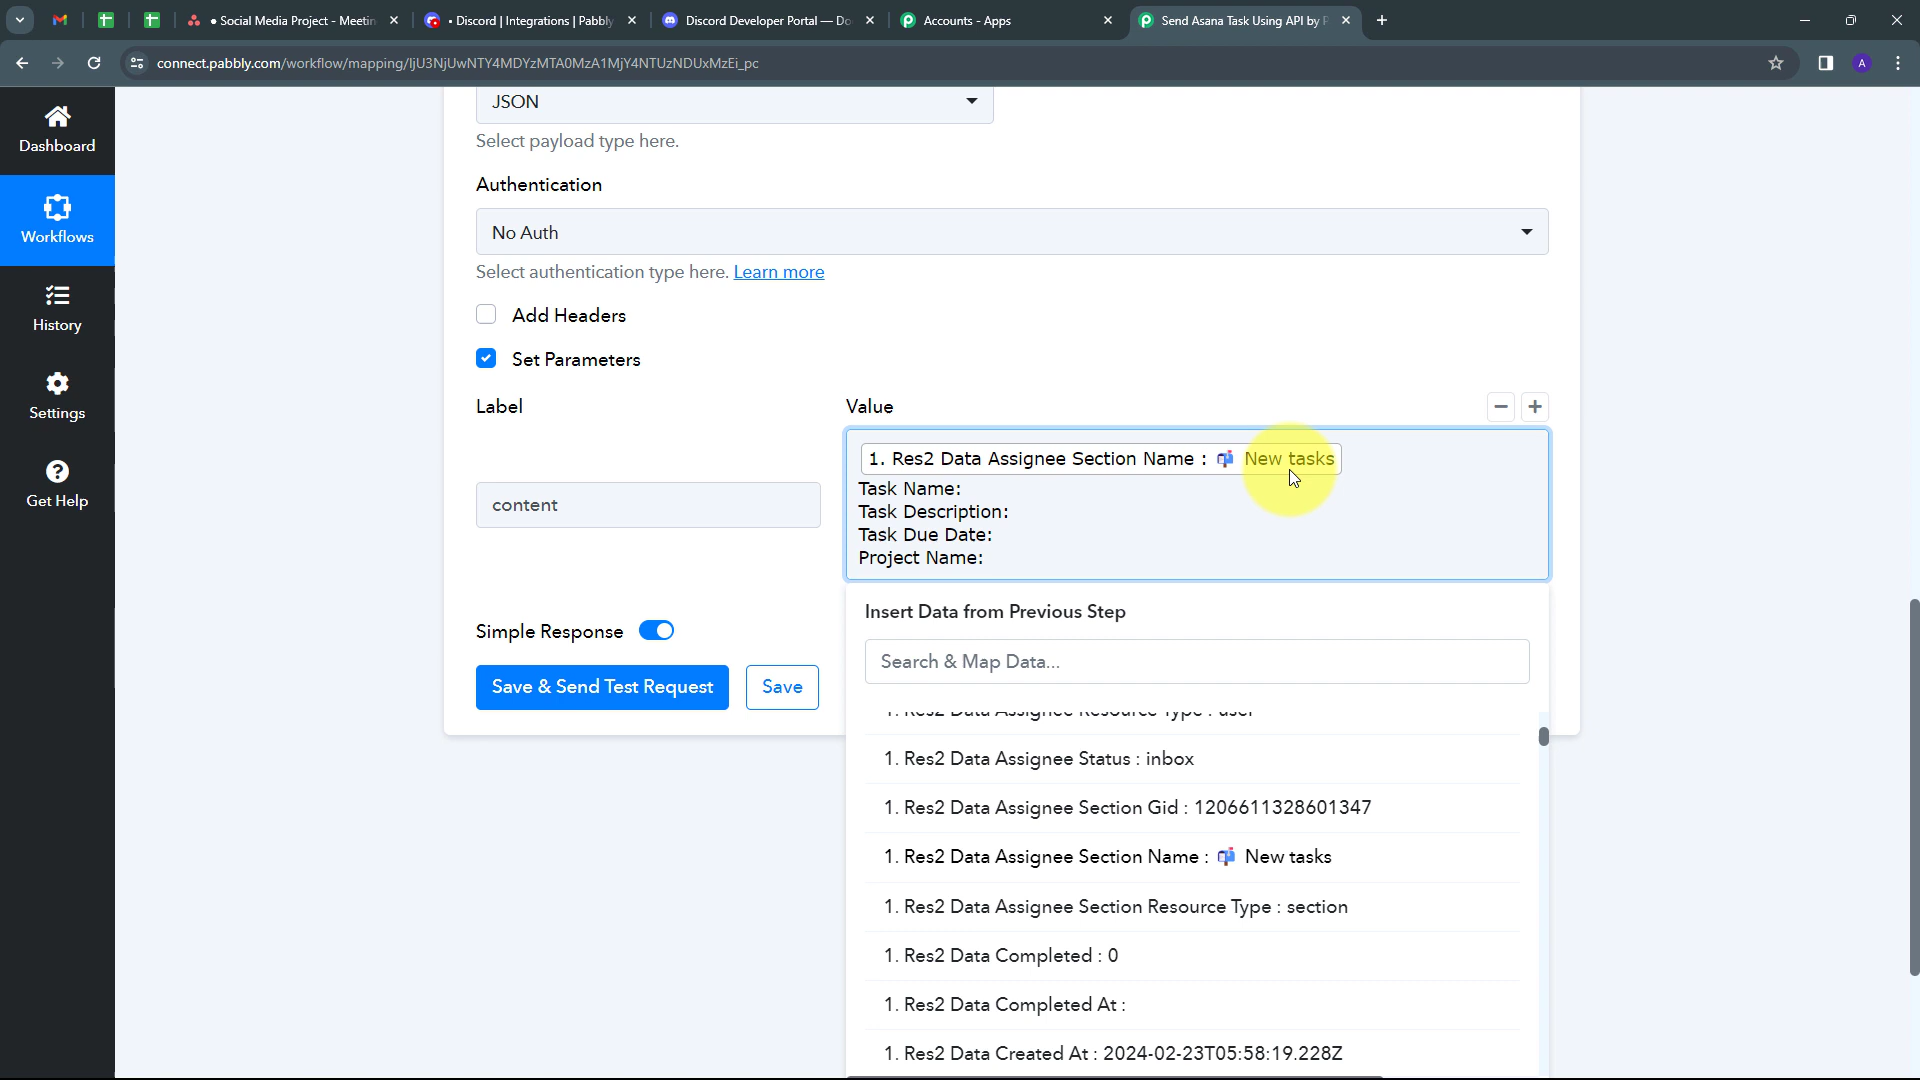 • Social Media Project - Meetin
• Discord | Integrations | Pabbly
Discord Developer Portal — Do
Accounts - Apps
Send Asana Task Using API by P
connect.pabbly.com/workflow/mapping/IjU3NjUwNTY4MDYzMTA0MzA1MjY4NTUzNDUxMzEi_pc
A
Dashboard
Workflows
History
Settings
Get Help
JSON
Select payload type here.
Authentication
No Auth
Select authentication type here. Learn more
Add Headers
Set Parameters
Label
Value
content
1. Res2 Data Assignee Section Name : 📬 New tasks
Task Name:
Task Description:
Task Due Date:
Project Name:
Simple Response
Save & Send Test Request
Save
Insert Data from Previous Step
Search & Map Data...
1. Res2 Data Assignee Resource Type : user
1. Res2 Data Assignee Status : inbox
1. Res2 Data Assignee Section Gid : 1206611328601347
1. Res2 Data Assignee Section Name : 📬 New tasks
1. Res2 Data Assignee Section Resource Type : section
1. Res2 Data Completed : 0
1. Res2 Data Completed At :
1. Res2 Data Created At : 2024-02-23T05:58:19.228Z